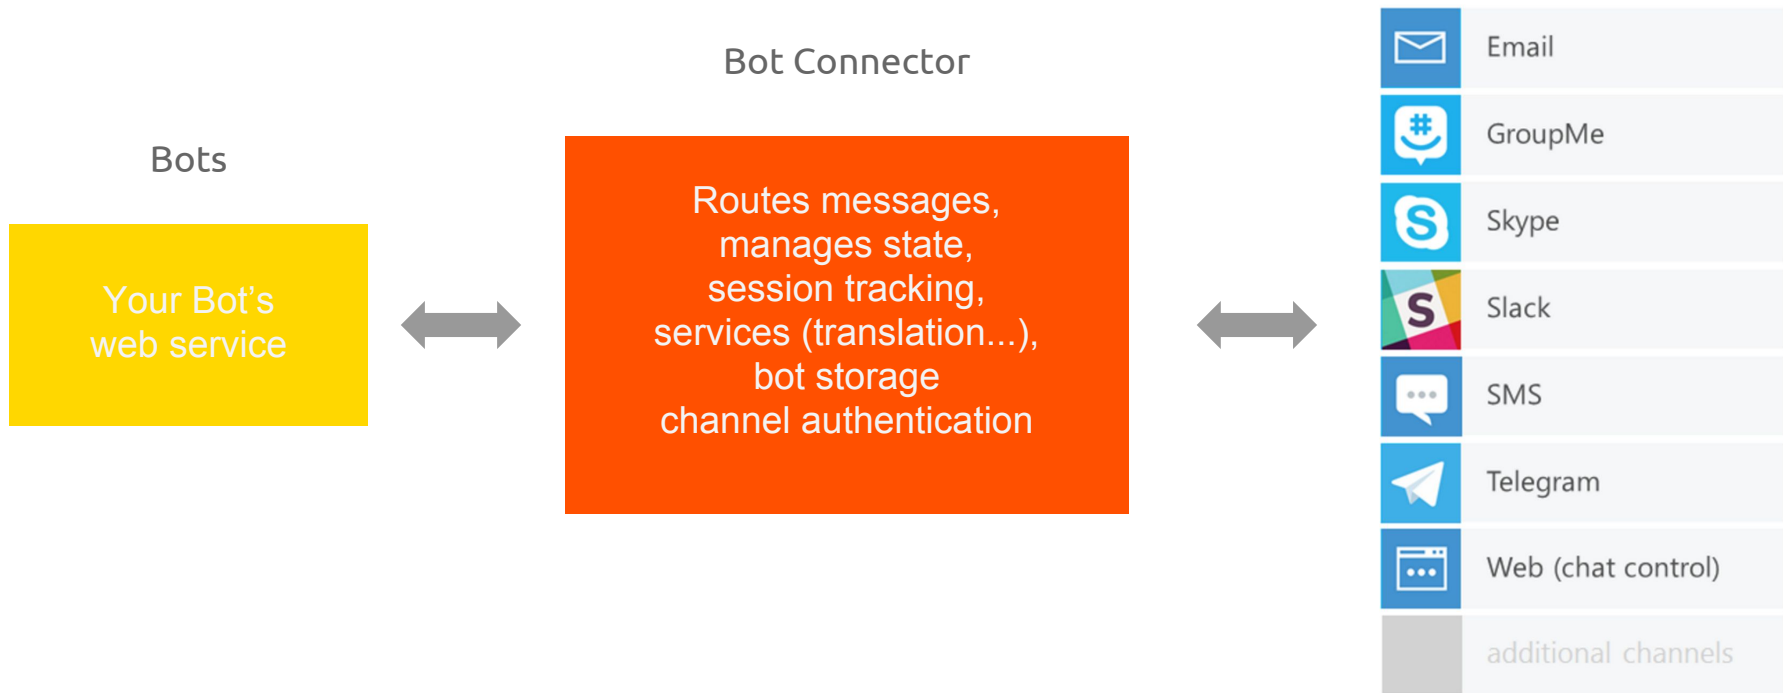 Bots
Your Bot’s
web service
Bot Connector
Routes messages,
manages state,
session tracking,
services (translation...),
bot storage
channel authentication
Email
GroupMe
Skype
Slack
SMS
Telegram
Web (chat control)
additional channels